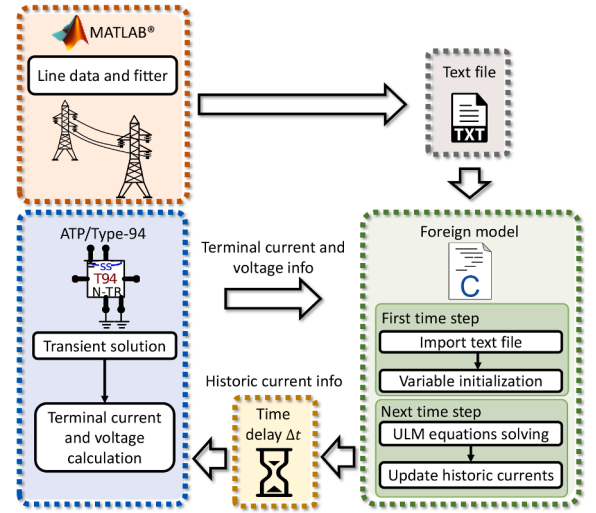 MATLAB®
Line data and fitter
Text file
TXT
ATP/Type-94
SS
T94
N-TR
Transient solution
Terminal current
and voltage
calculation
Terminal current and
voltage info
Foreign model
C
First time step
Import text file
Variable initialization
Next time step
ULM equations solving
Update historic currents
Historic current info
Time
delay Δt